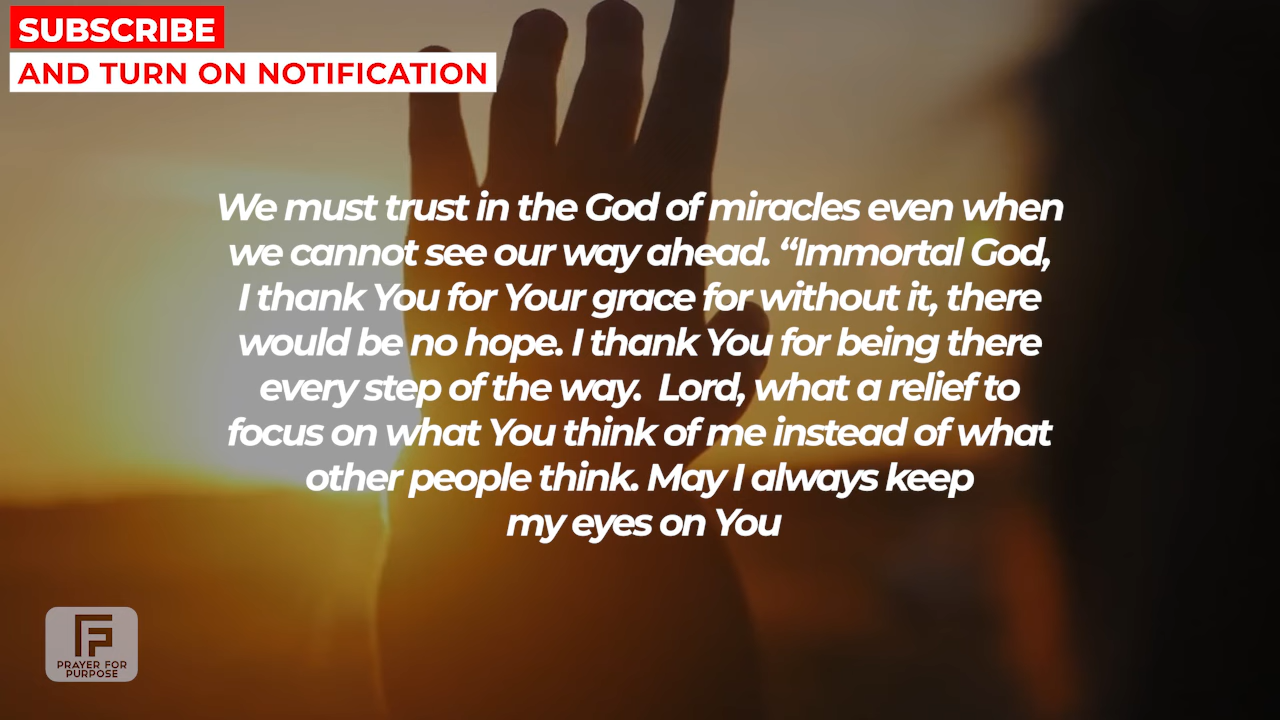 SUBSCRIBE
AND TURN ON NOTIFICATION
We must trust in the God of miracles even when
we cannot see our way ahead. “Immortal God,
I thank You for Your grace for without it, there
would be no hope. I thank You for being there
every step of the way.  Lord, what a relief to
focus on what You think of me instead of what
other people think. May I always keep
my eyes on You
PRAYER FOR
PURPOSE